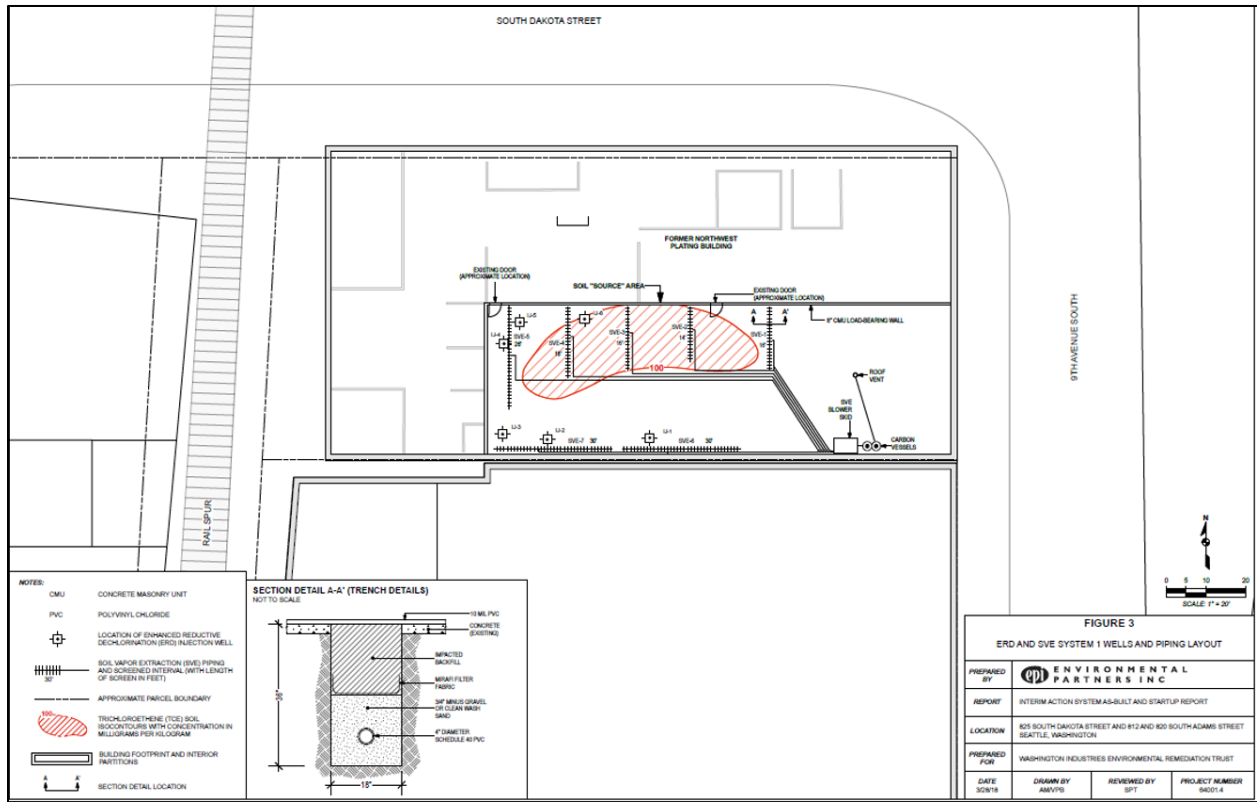 SOUTH DAKOTA STREET
FORMER NORTHWEST
PLATING BUILDING
EXISTING DOOR
(APPROXIMATE LOCATION)
SOIL "SOURCE" AREA
EXISTING DOOR
(APPROXIMATE LOCATION)
8" CMU LOAD-BEARING WALL
A A'
IJ-5
IJ-6
IJ-4
SVE-5
26'
SVE-4
16'
SVE-3
16'
SVE-2
14'
SVE-1
16'
100
ROOF
VENT
SVE
BLOWER
SKID
CARBON
VESSELS
IJ-3
IJ-2
IJ-1
SVE-7 30'
SVE-6 30'
9TH AVENUE SOUTH
RAIL SPUR
N
0 5 10 20
SCALE: 1" = 20'
NOTES:
CMU CONCRETE MASONRY UNIT
PVC POLYVINYL CHLORIDE
LOCATION OF ENHANCED REDUCTIVE
DECHLORINATION (ERD) INJECTION WELL
30'
SOIL VAPOR EXTRACTION (SVE) PIPING
AND SCREENED INTERVAL (WITH LENGTH
OF SCREEN IN FEET)
APPROXIMATE PARCEL BOUNDARY
100
TRICHLOROETHENE (TCE) SOIL
ISOCONTOURS WITH CONCENTRATION IN
MILLIGRAMS PER KILOGRAM
BUILDING FOOTPRINT AND INTERIOR
PARTITIONS
A A'
SECTION DETAIL LOCATION
SECTION DETAIL A-A' (TRENCH DETAILS)
NOT TO SCALE
10 MIL PVC
CONCRETE
(EXISTING)
IMPACTED
BACKFILL
MIRAFI FILTER
FABRIC
3/4" MINUS GRAVEL
OR CLEAN WASH
SAND
4" DIAMETER
SCHEDULE 40 PVC
36"
18"
FIGURE 3
ERD AND SVE SYSTEM 1 WELLS AND PIPING LAYOUT
PREPARED
BY
epi ENVIRONMENTAL
PARTNERS INC
REPORT INTERIM ACTION SYSTEM AS-BUILT AND STARTUP REPORT
LOCATION
825 SOUTH DAKOTA STREET AND 812 AND 820 SOUTH ADAMS STREET
SEATTLE, WASHINGTON
PREPARED
FOR
WASHINGTON INDUSTRIES ENVIRONMENTAL REMEDIATION TRUST
DATE
3/28/18
DRAWN BY
AMI/VPB
REVIEWED BY
SPT
PROJECT NUMBER
64001.4